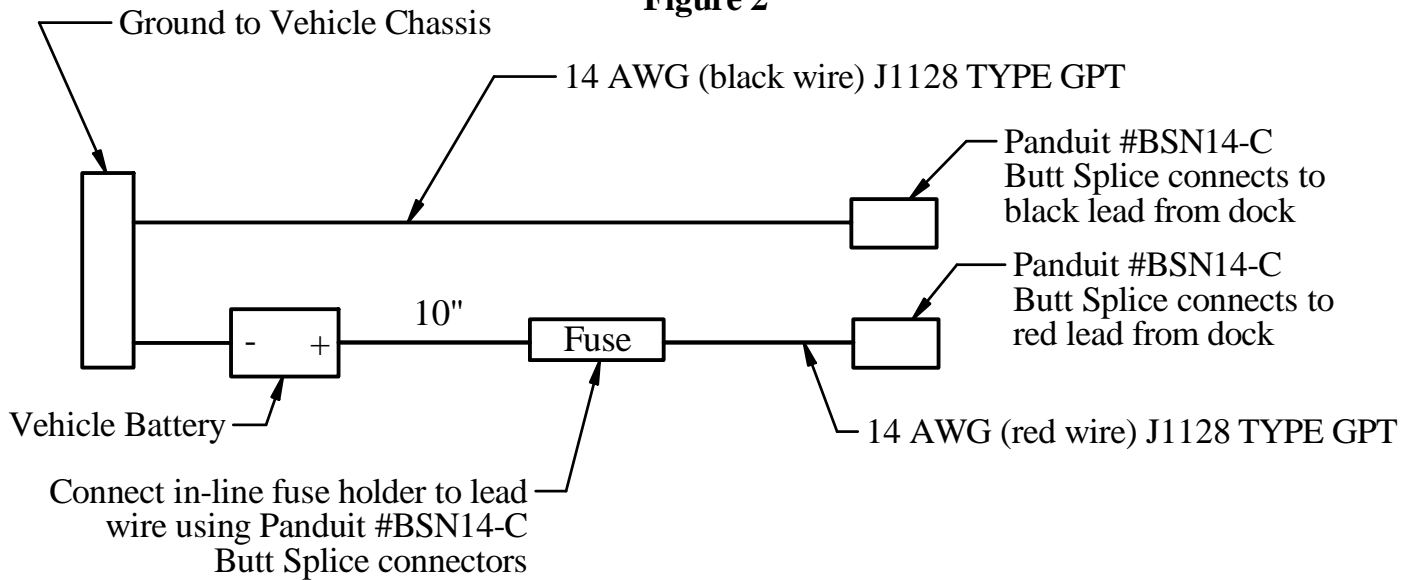 Figure 2
Ground to Vehicle Chassis
14 AWG (black wire) J1128 TYPE GPT
Panduit #BSN14-C
Butt Splice connects to
black lead from dock
Panduit #BSN14-C
Butt Splice connects to
red lead from dock
10"
- +
Fuse
Vehicle Battery
14 AWG (red wire) J1128 TYPE GPT
Connect in-line fuse holder to lead
wire using Panduit #BSN14-C
Butt Splice connectors